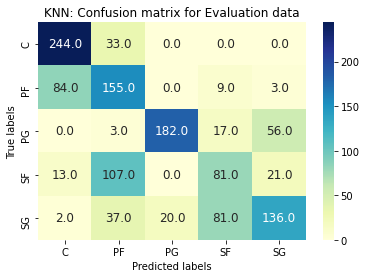 KNN: Confusion matrix for Evaluation data
C 244.0 33.0 0.0 0.0 0.0
PF 84.0 155.0 0.0 9.0 3.0
PG 0.0 3.0 182.0 17.0 56.0
SF 13.0 107.0 0.0 81.0 21.0
SG 2.0 37.0 20.0 81.0 136.0
C PF PG SF SG
True labels
Predicted labels
200
150
100
50
0